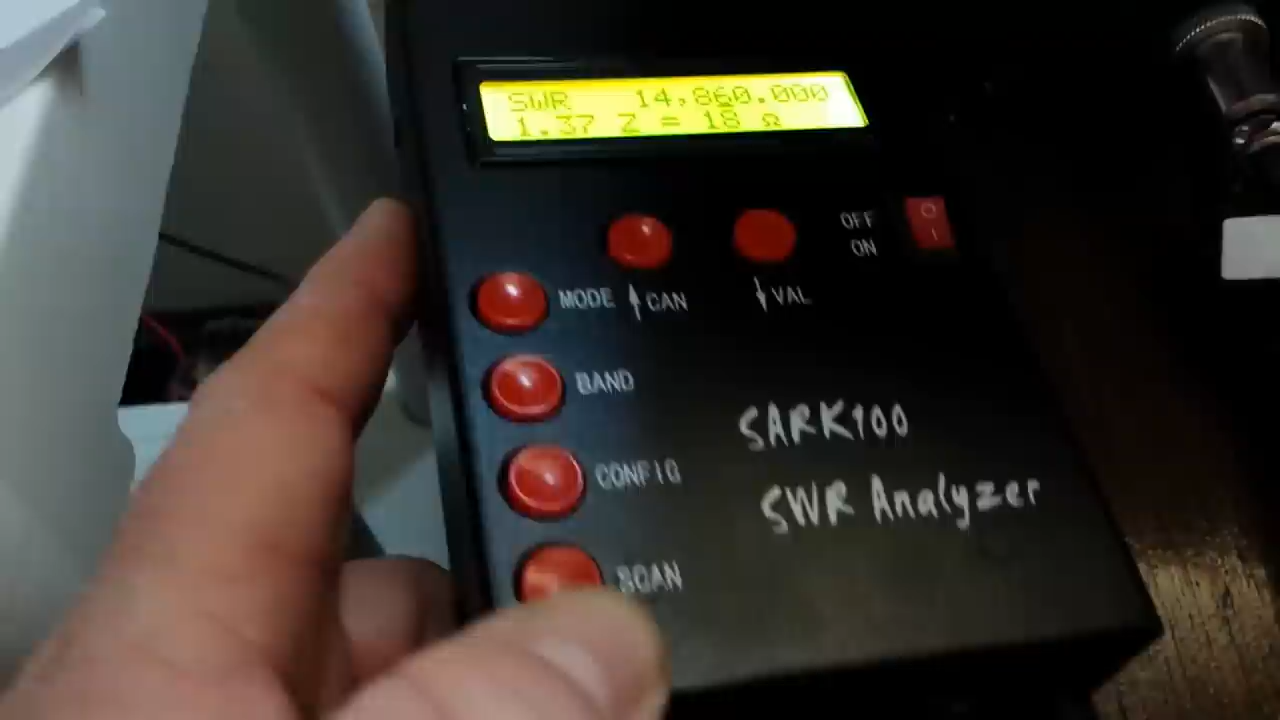 SWR 14,860.000
1.37 Z = 18 Ω
OFF
ON
O
I
MODE ↑CAN ↓VAL
BAND
CONFIG
SCAN
SARK100
SWR Analyzer